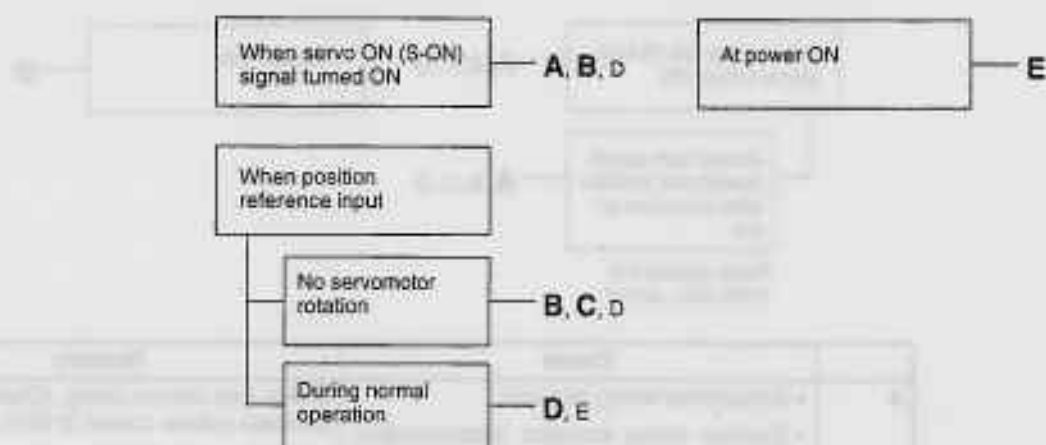 When servo ON (S-ON)
signal turned ON
A, B, D
At power ON
E
When position
reference input
No servomotor
rotation
B, C, D
During normal
operation
D, E